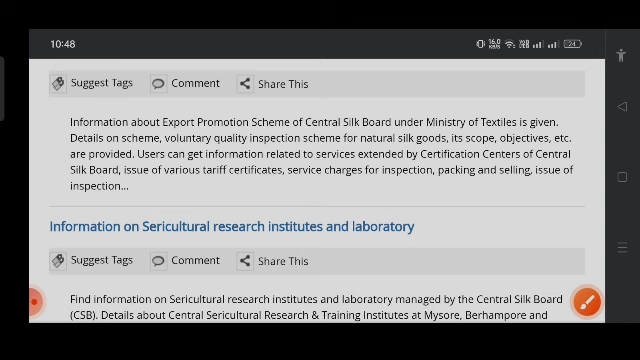 10:48
16.0 KB/S
24
Suggest Tags Comment Share This
Information about Export Promotion Scheme of Central Silk Board under Ministry of Textiles is given.
Details on scheme, voluntary quality inspection scheme for natural silk goods, its scope, objectives, etc.
are provided. Users can get information related to services extended by Certification Centers of Central
Silk Board, issue of various tariff certificates, service charges for inspection, packing and selling, issue of
inspection...
Information on Sericultural research institutes and laboratory
Suggest Tags Comment Share This
Find information on Sericultural research institutes and laboratory managed by the Central Silk Board
(CSB). Details about Central Sericultural Research & Training Institutes at Mysore, Berhampore and